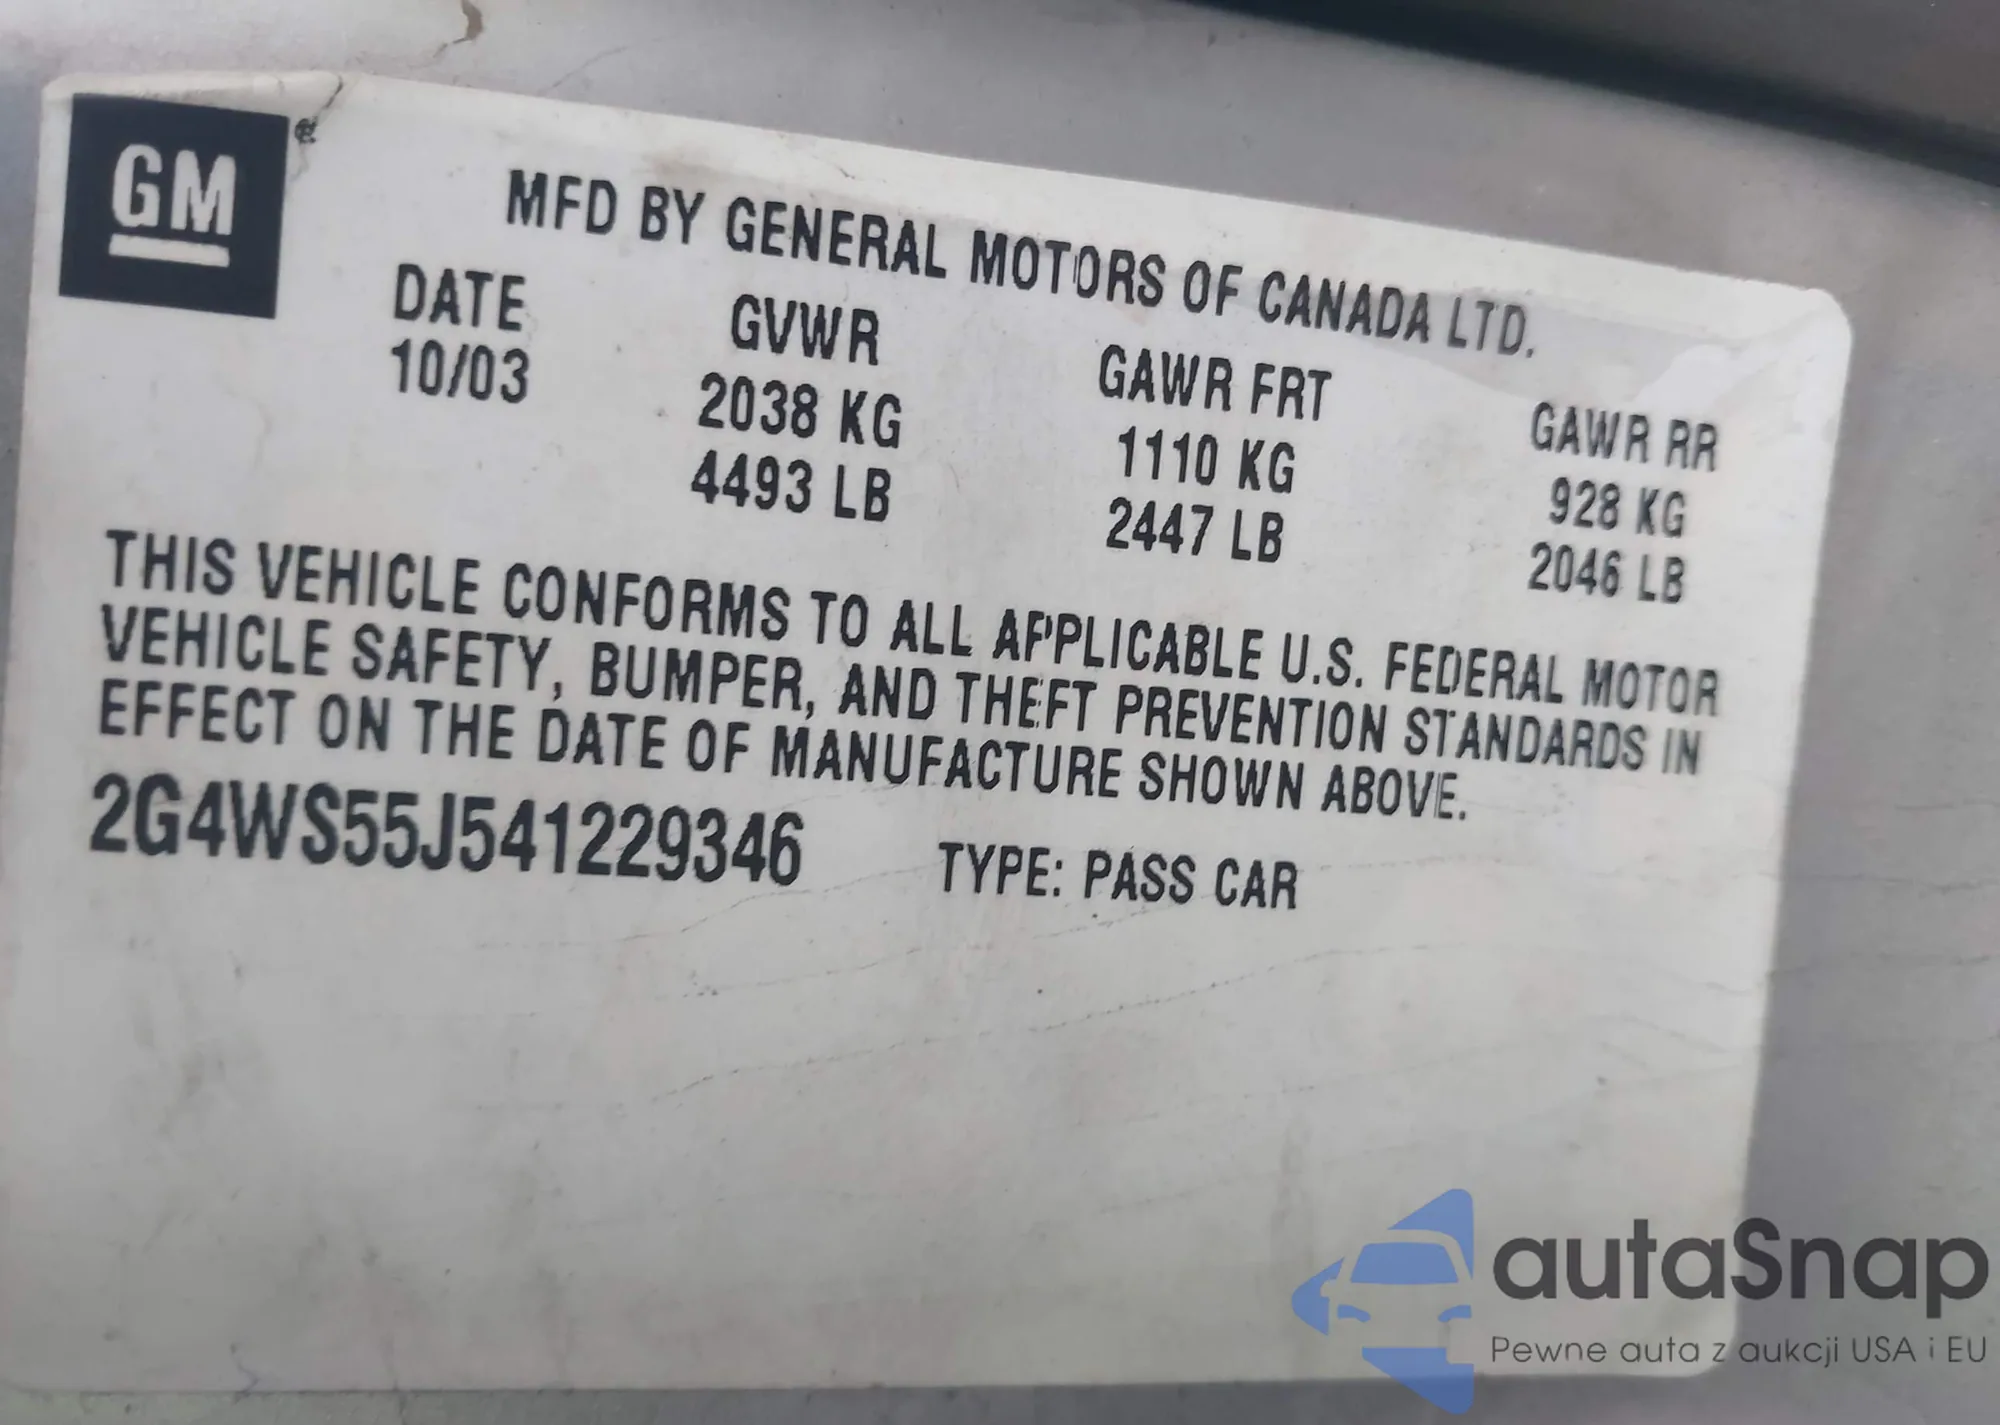 GM
MFD BY GENERAL MOTORS OF CANADA LTD.
DATE GVWR GAWR FRT GAWR RR
10/03 2038 KG 1110 KG 928 KG
4493 LB 2447 LB 2046 LB
THIS VEHICLE CONFORMS TO ALL APPLICABLE U.S. FEDERAL MOTOR
VEHICLE SAFETY, BUMPER, AND THEFT PREVENTION STANDARDS IN
EFFECT ON THE DATE OF MANUFACTURE SHOWN ABOVE.
2G4WS55J541229346 TYPE: PASS CAR
autaSnap
Pewne auta z aukcji USA i EU